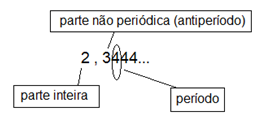 parte não periódica (antiperíodo)
2 , 3444...
parte inteira
período